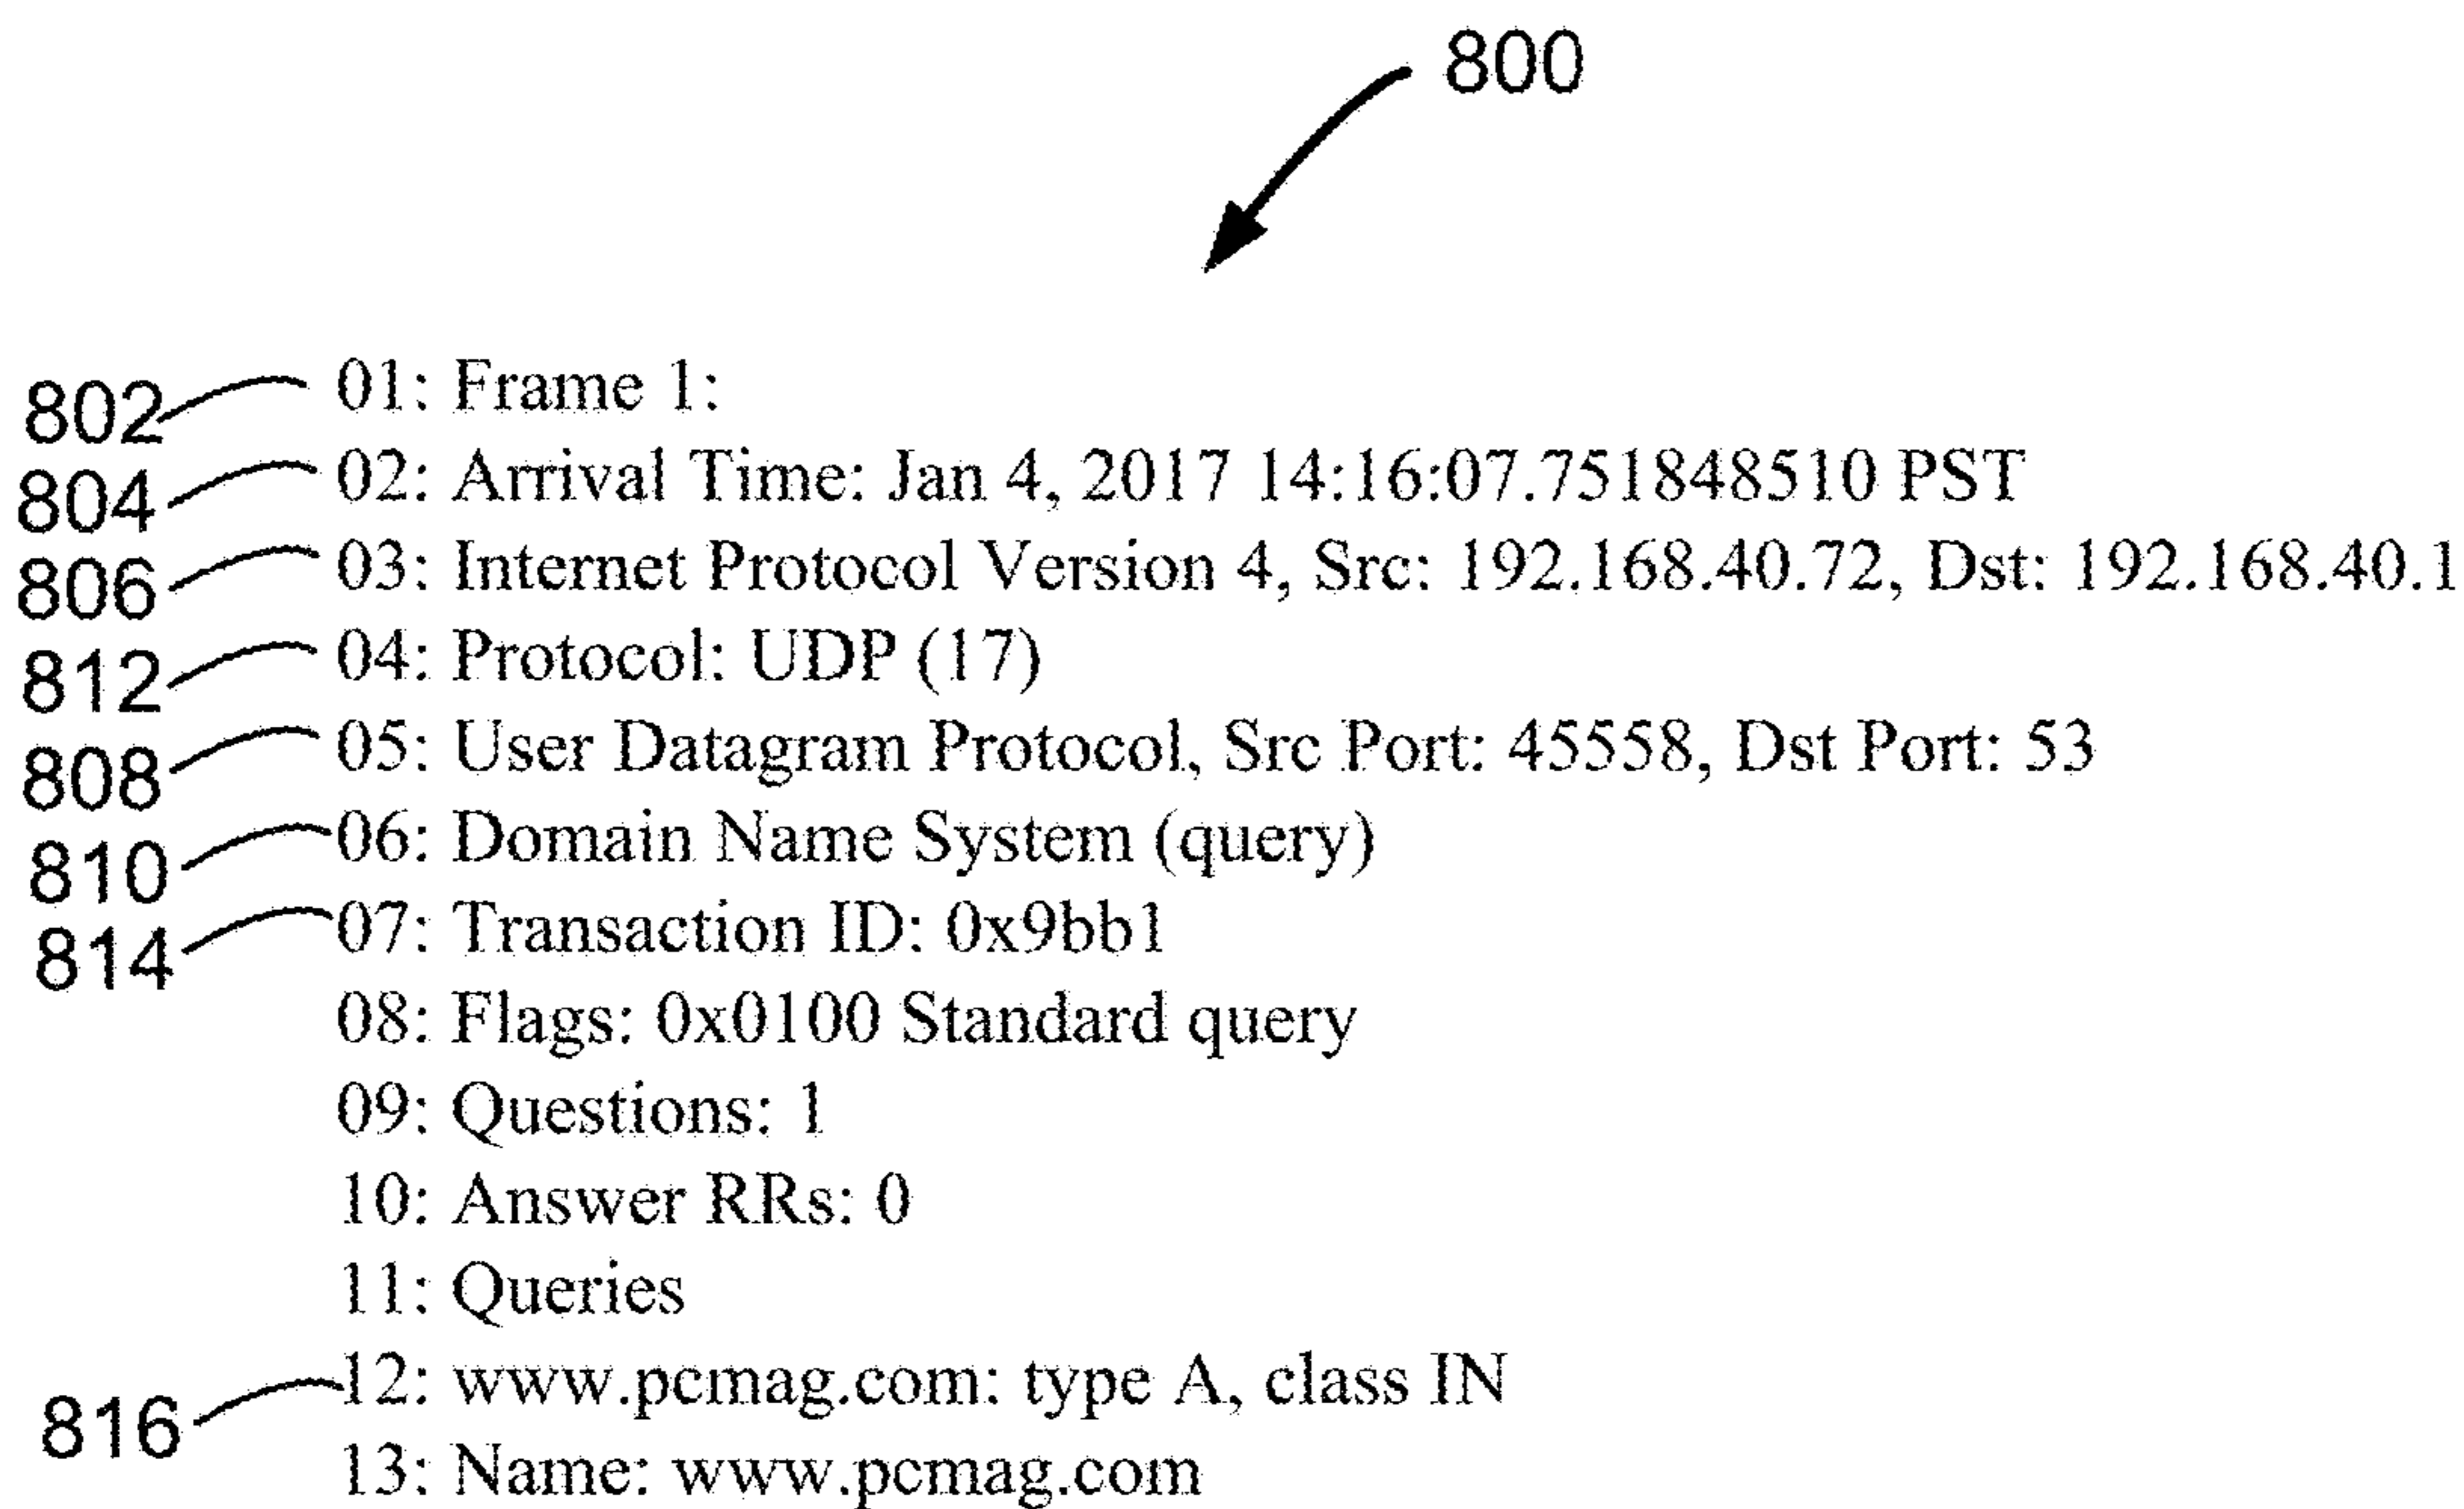 800
802 01: Frame 1:
804 02: Arrival Time: Jan 4, 2017 14:16:07.751848510 PST
806 03: Internet Protocol Version 4, Src: 192.168.40.72, Dst: 192.168.40.1
812 04: Protocol: UDP (17)
808 05: User Datagram Protocol, Src Port: 45558, Dst Port: 53
810 06: Domain Name System (query)
814 07: Transaction ID: 0x9bb1
08: Flags: 0x0100 Standard query
09: Questions: 1
10: Answer RRs: 0
11: Queries
816 12: www.pcmag.com: type A, class IN
13: Name: www.pcmag.com